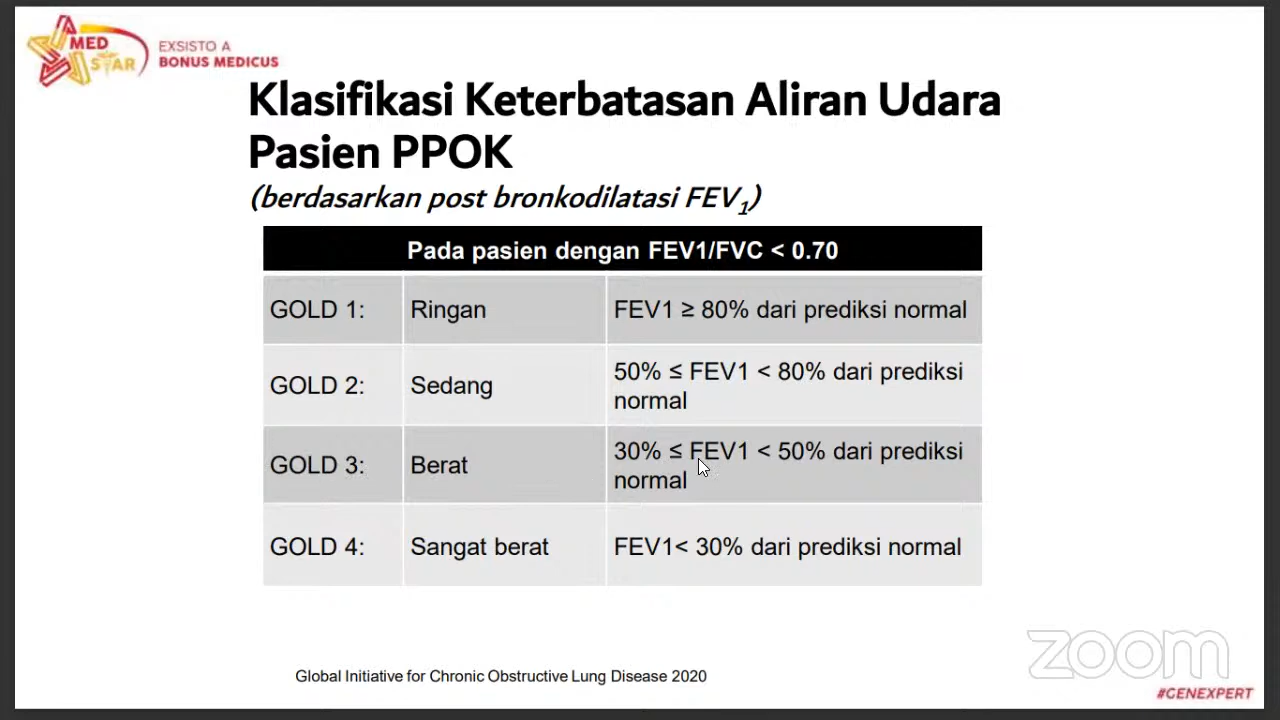 MED
STAR
EXSISTO A
BONUS MEDICUS
Klasifikasi Keterbatasan Aliran Udara
Pasien PPOK
(berdasarkan post bronkodilatasi FEV₁)
Pada pasien dengan FEV1/FVC < 0.70
GOLD 1: Ringan FEV1 ≥ 80% dari prediksi normal
GOLD 2: Sedang 50% ≤ FEV1 < 80% dari prediksi
normal
GOLD 3: Berat 30% ≤ FEV1 < 50% dari prediksi
normal
GOLD 4: Sangat berat FEV1< 30% dari prediksi normal
Global Initiative for Chronic Obstructive Lung Disease 2020
zoom
#GENEXPERT